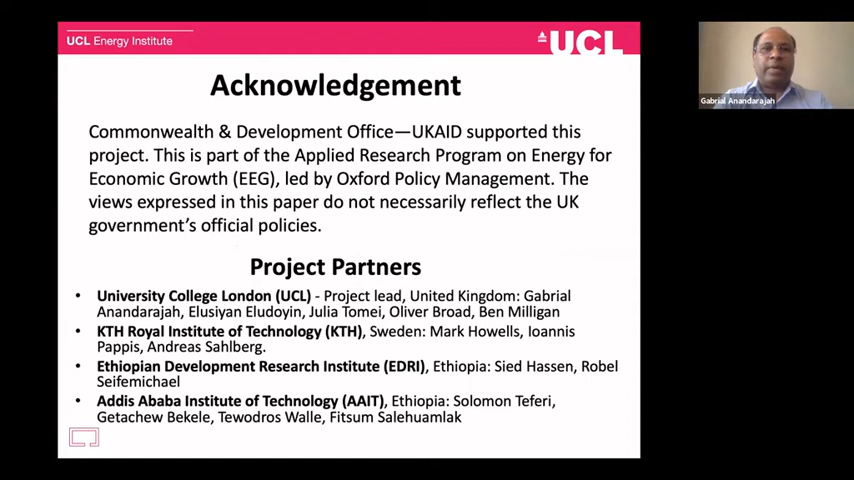 UCL Energy Institute
UCL
Acknowledgement
Commonwealth & Development Office—UKAID supported this
project. This is part of the Applied Research Program on Energy for
Economic Growth (EEG), led by Oxford Policy Management. The
views expressed in this paper do not necessarily reflect the UK
government’s official policies.
Project Partners
• University College London (UCL) - Project lead, United Kingdom: Gabrial
Anandarajah, Elusiyan Eludoyin, Julia Tomei, Oliver Broad, Ben Milligan
• KTH Royal Institute of Technology (KTH), Sweden: Mark Howells, Ioannis
Pappis, Andreas Sahlberg.
• Ethiopian Development Research Institute (EDRI), Ethiopia: Sied Hassen, Robel
Seifemichael
• Addis Ababa Institute of Technology (AAIT), Ethiopia: Solomon Teferi,
Getachew Bekele, Tewodros Walle, Fitsum Salehuamlak
Gabrial Anandarajah